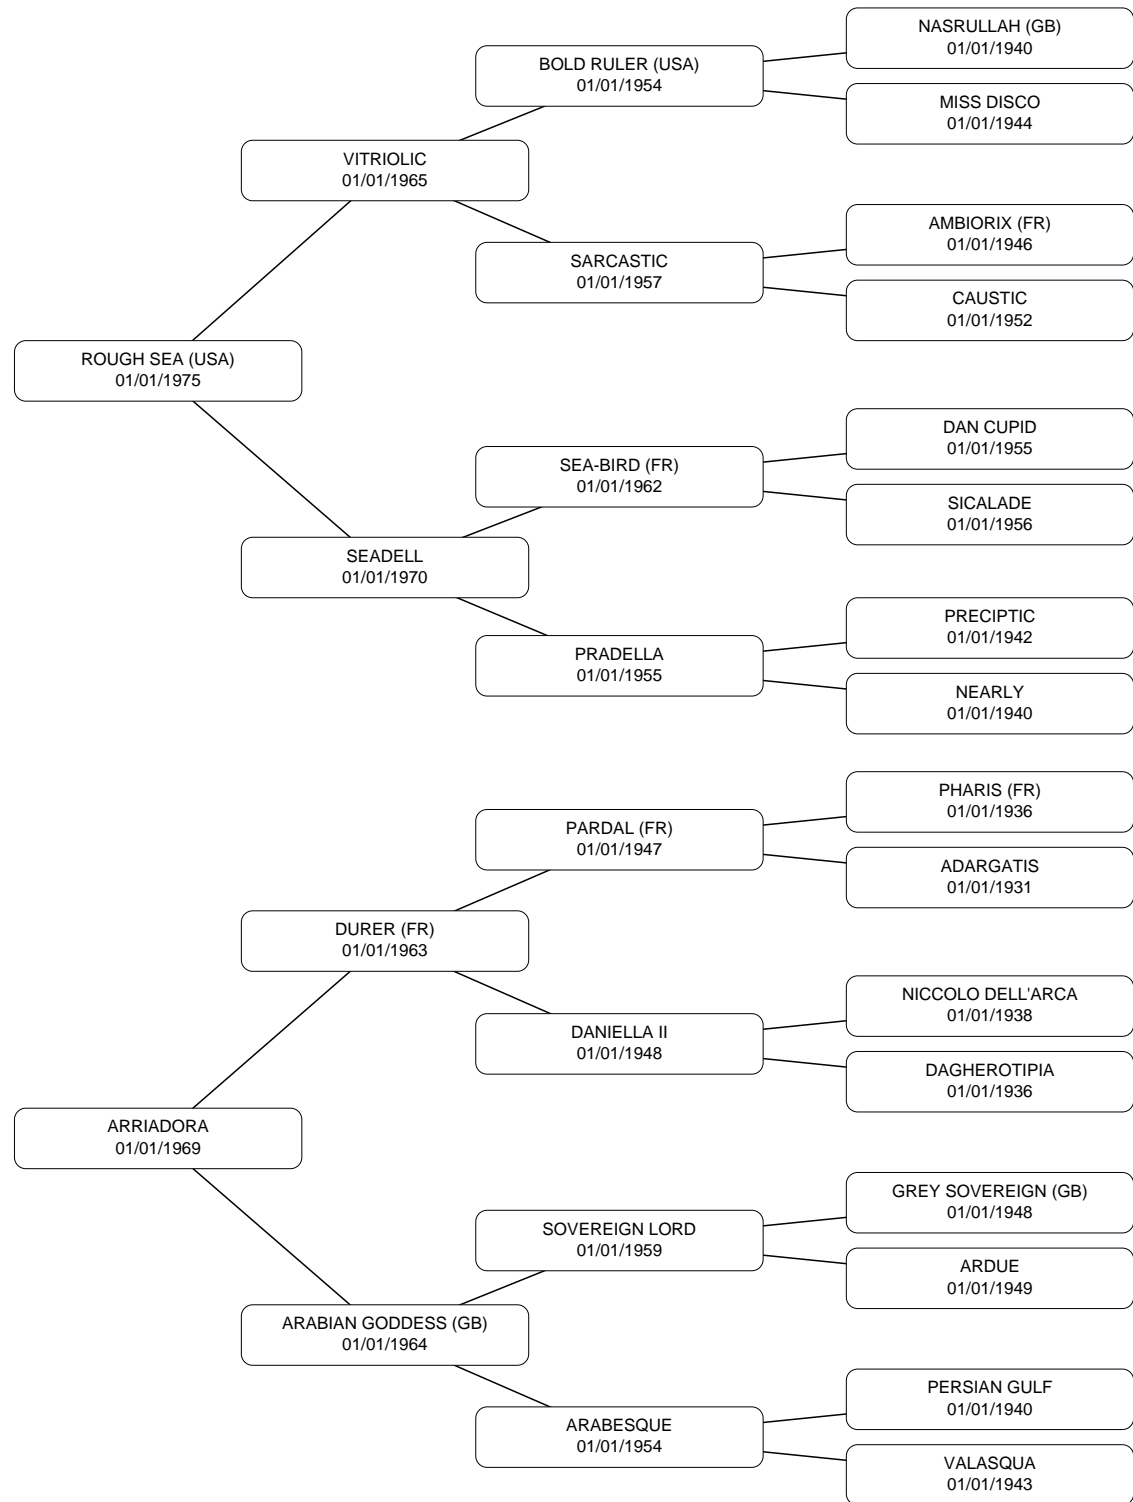 NASRULLAH (GB)
01/01/1940
BOLD RULER (USA)
01/01/1954
MISS DISCO
01/01/1944
VITRIOLIC
01/01/1965
AMBIORIX (FR)
01/01/1946
SARCASTIC
01/01/1957
CAUSTIC
01/01/1952
ROUGH SEA (USA)
01/01/1975
DAN CUPID
01/01/1955
SEA-BIRD (FR)
01/01/1962
SICALADE
01/01/1956
SEADELL
01/01/1970
PRECIPTIC
01/01/1942
PRADELLA
01/01/1955
NEARLY
01/01/1940
PHARIS (FR)
01/01/1936
PARDAL (FR)
01/01/1947
ADARGATIS
01/01/1931
DURER (FR)
01/01/1963
NICCOLO DELL'ARCA
01/01/1938
DANIELLA II
01/01/1948
DAGHEROTIPIA
01/01/1936
ARRIADORA
01/01/1969
GREY SOVEREIGN (GB)
01/01/1948
SOVEREIGN LORD
01/01/1959
ARDUE
01/01/1949
ARABIAN GODDESS (GB)
01/01/1964
PERSIAN GULF
01/01/1940
ARABESQUE
01/01/1954
VALASQUA
01/01/1943